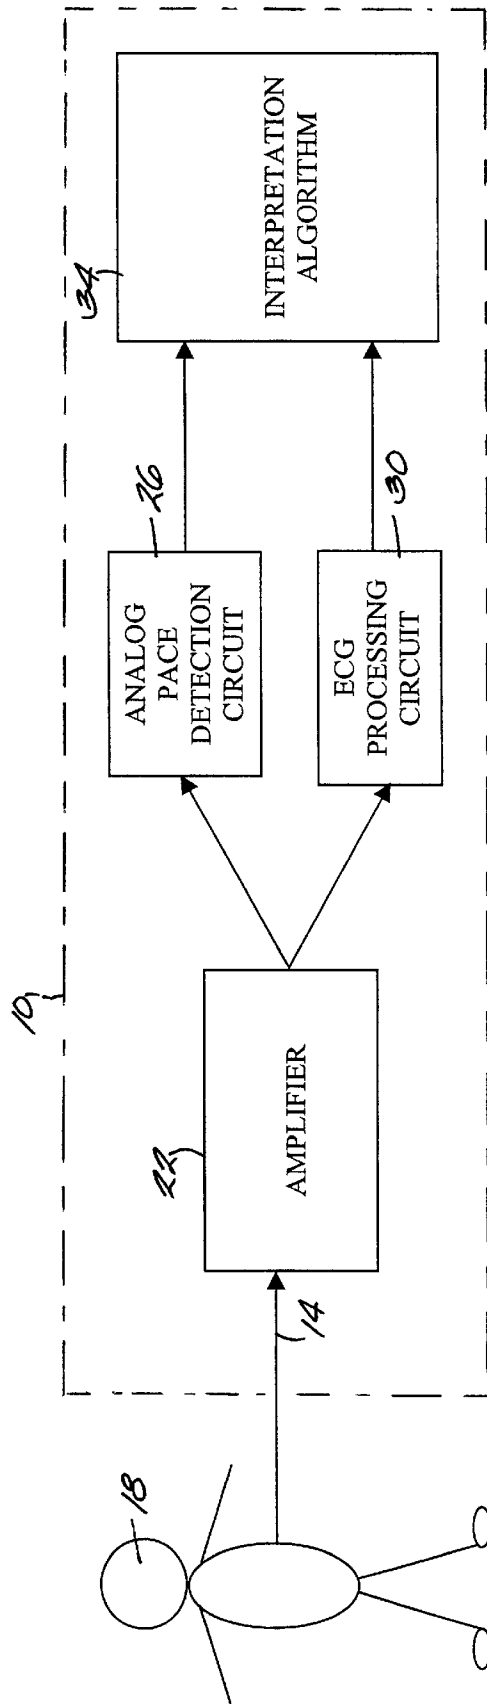 10
18
14
22
AMPLIFIER
26
ANALOG
PACE
DETECTION
CIRCUIT
30
ECG
PROCESSING
CIRCUIT
34
INTERPRETATION
ALGORITHM